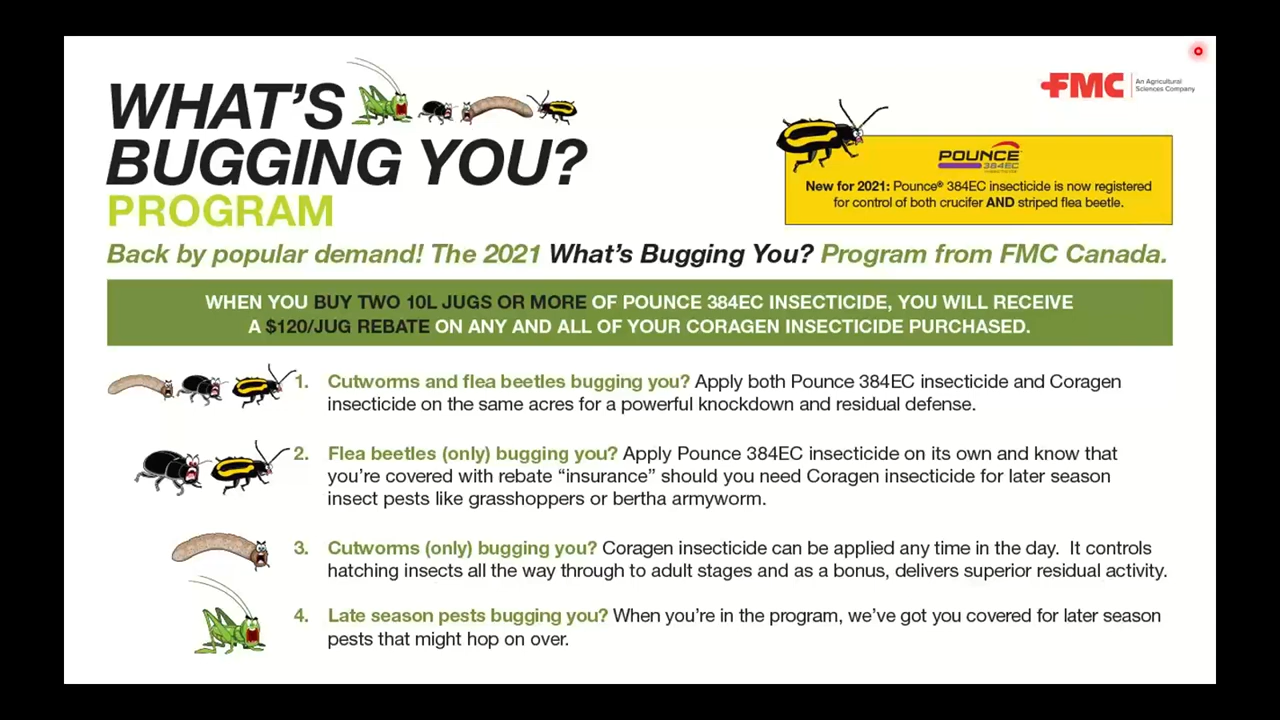 WHAT'S
BUGGING YOU?
PROGRAM
FMC An Agricultural
Sciences Company
POUNCE
384EC
New for 2021: Pounce® 384EC insecticide is now registered
for control of both crucifer AND striped flea beetle.
Back by popular demand! The 2021 What's Bugging You? Program from FMC Canada.
WHEN YOU BUY TWO 10L JUGS OR MORE OF POUNCE 384EC INSECTICIDE, YOU WILL RECEIVE
A $120/JUG REBATE ON ANY AND ALL OF YOUR CORAGEN INSECTICIDE PURCHASED.
1. Cutworms and flea beetles bugging you? Apply both Pounce 384EC insecticide and Coragen
insecticide on the same acres for a powerful knockdown and residual defense.
2. Flea beetles (only) bugging you? Apply Pounce 384EC insecticide on its own and know that
you're covered with rebate “insurance” should you need Coragen insecticide for later season
insect pests like grasshoppers or bertha armyworm.
3. Cutworms (only) bugging you? Coragen insecticide can be applied any time in the day. It controls
hatching insects all the way through to adult stages and as a bonus, delivers superior residual activity.
4. Late season pests bugging you? When you're in the program, we've got you covered for later season
pests that might hop on over.